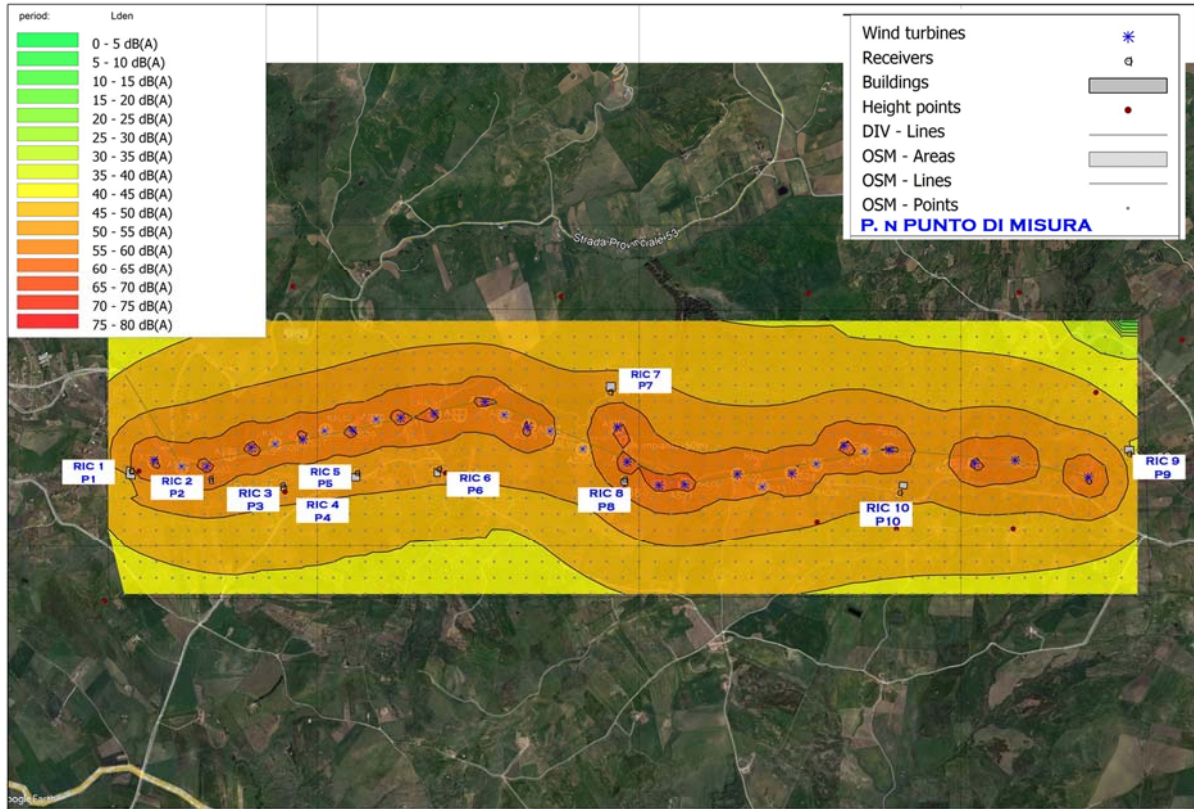 period: Lden
0 - 5 dB(A)
5 - 10 dB(A)
10 - 15 dB(A)
15 - 20 dB(A)
20 - 25 dB(A)
25 - 30 dB(A)
30 - 35 dB(A)
35 - 40 dB(A)
40 - 45 dB(A)
45 - 50 dB(A)
50 - 55 dB(A)
55 - 60 dB(A)
60 - 65 dB(A)
65 - 70 dB(A)
70 - 75 dB(A)
75 - 80 dB(A)
Wind turbines
Receivers
Buildings
Height points
DIV - Lines
OSM - Areas
OSM - Lines
OSM - Points
P. N PUNTO DI MISURA
Strada Provinciale 53
RIC 7
P7
RIC 1
P1
RIC 2
P2
RIC 3
P3
RIC 5
P5
RIC 4
P4
RIC 6
P6
RIC 8
P8
RIC 10
P10
RIC 9
P9
oogle Earth